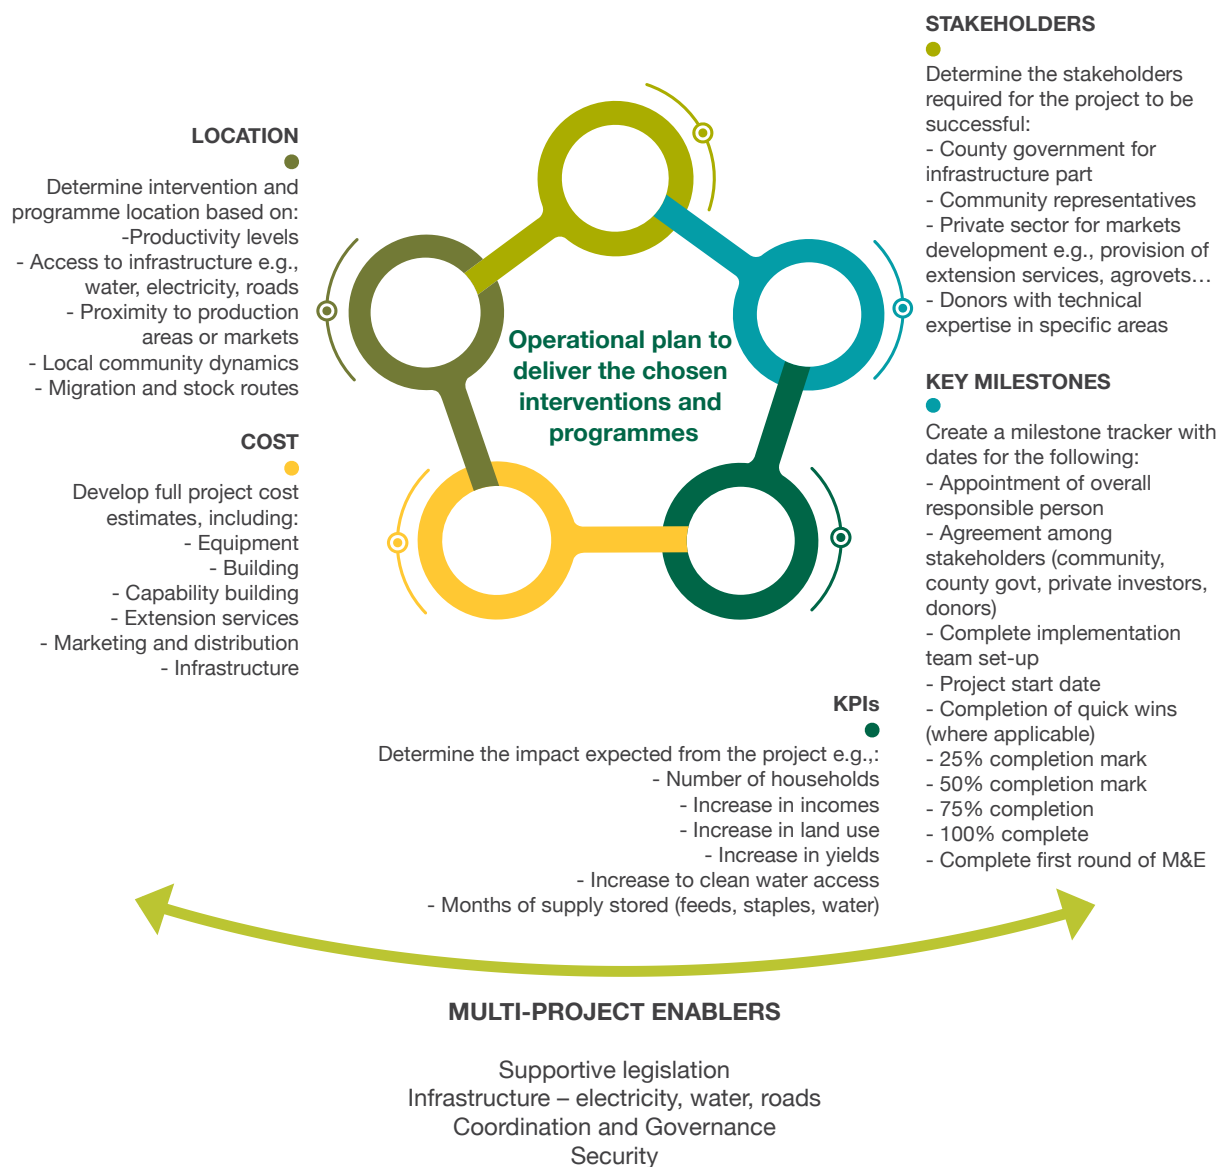 STAKEHOLDERS
Determine the stakeholders
required for the project to be
successful:
- County government for
infrastructure part
- Community representatives
- Private sector for markets
development e.g., provision of
extension services, agrovets…
- Donors with technical
expertise in specific areas
LOCATION
Determine intervention and
programme location based on:
-Productivity levels
- Access to infrastructure e.g.,
water, electricity, roads
- Proximity to production
areas or markets
- Local community dynamics
- Migration and stock routes
Operational plan to
deliver the chosen
interventions and
programmes
KEY MILESTONES
Create a milestone tracker with
dates for the following:
- Appointment of overall
responsible person
- Agreement among
stakeholders (community,
county govt, private investors,
donors)
- Complete implementation
team set-up
- Project start date
- Completion of quick wins
(where applicable)
- 25% completion mark
- 50% completion mark
- 75% completion
- 100% complete
- Complete first round of M&E
COST
Develop full project cost
estimates, including:
- Equipment
- Building
- Capability building
- Extension services
- Marketing and distribution
- Infrastructure
KPIs
Determine the impact expected from the project e.g.,:
- Number of households
- Increase in incomes
- Increase in land use
- Increase in yields
- Increase to clean water access
- Months of supply stored (feeds, staples, water)
MULTI-PROJECT ENABLERS
Supportive legislation
Infrastructure – electricity, water, roads
Coordination and Governance
Security